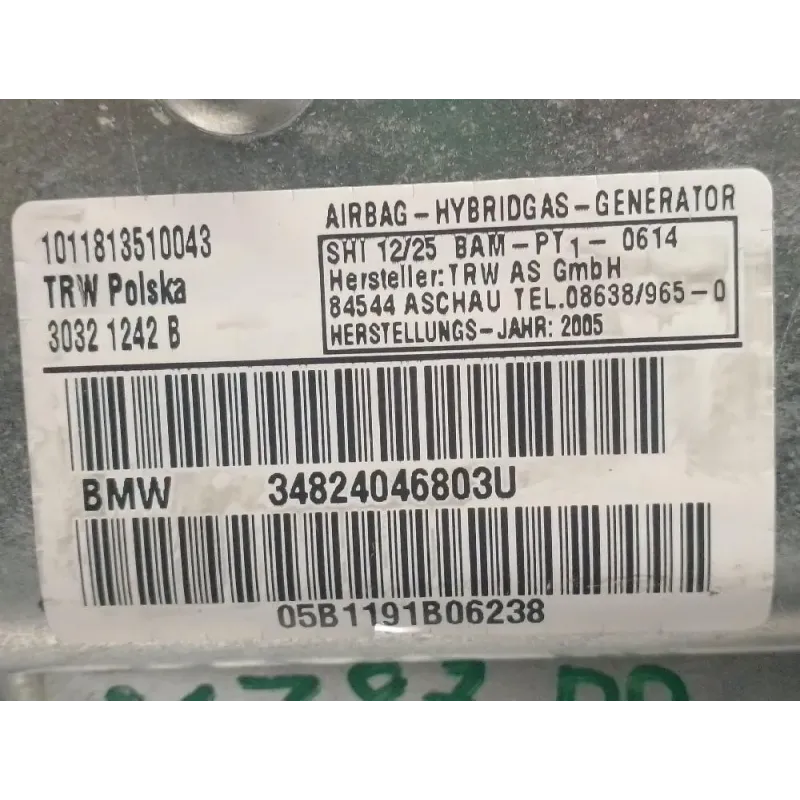 1011813510043
TRW Polska
3032 1242 B
AIRBAG-HYBRIDGAS-GENERATOR
SHI 12/25 BAM-PT1-0614
Hersteller: TRW AS GmbH
84544 ASCHAU TEL.08638/965-0
HERSTELLUNGS-JAHR: 2005
BMW 34824046803U
05B1191B06238